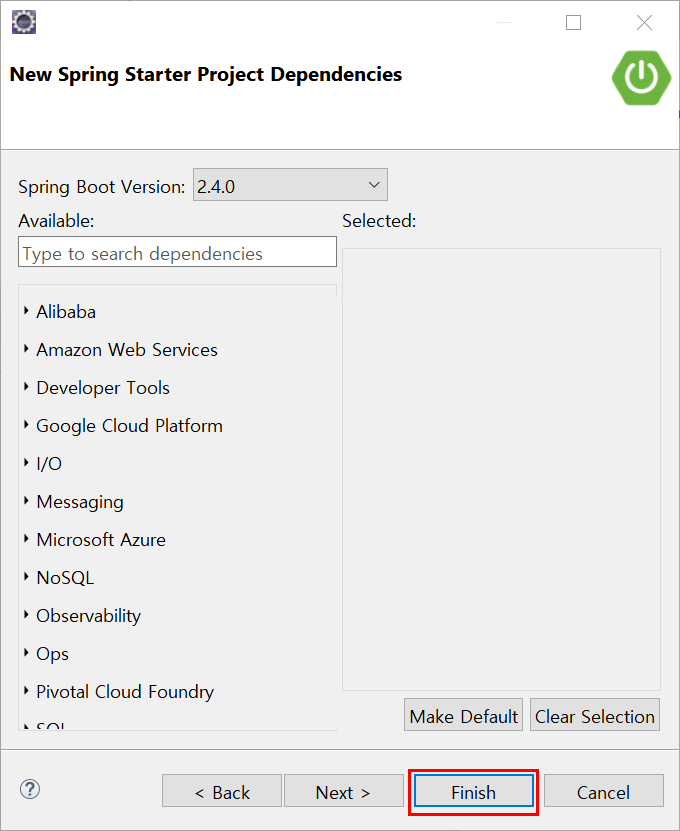 New Spring Starter Project Dependencies
Spring Boot Version: 2.4.0
Available:
Selected:
Type to search dependencies
Alibaba
Amazon Web Services
Developer Tools
Google Cloud Platform
I/O
Messaging
Microsoft Azure
NoSQL
Observability
Ops
Pivotal Cloud Foundry
SQL
Make Default
Clear Selection
?
< Back
Next >
Finish
Cancel